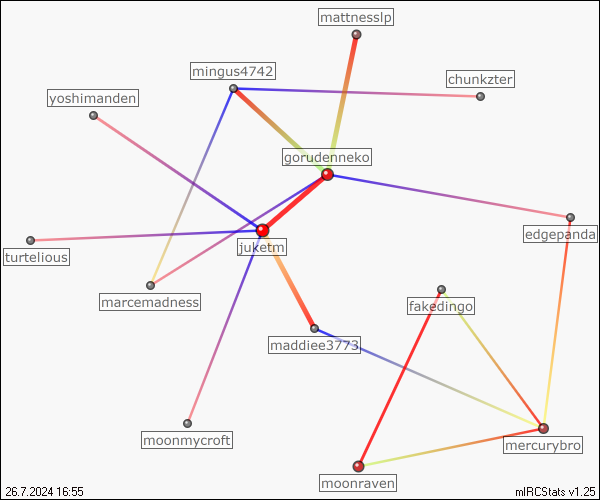 mattnesslp
mingus4742
chunkzter
yoshimanden
gorudenneko
edgepanda
juketm
turtelious
marcemadness
fakedingo
maddiee3773
moonmycroft
mercurybro
moonraven
26.7.2024 16:55
mIRCStats v1.25